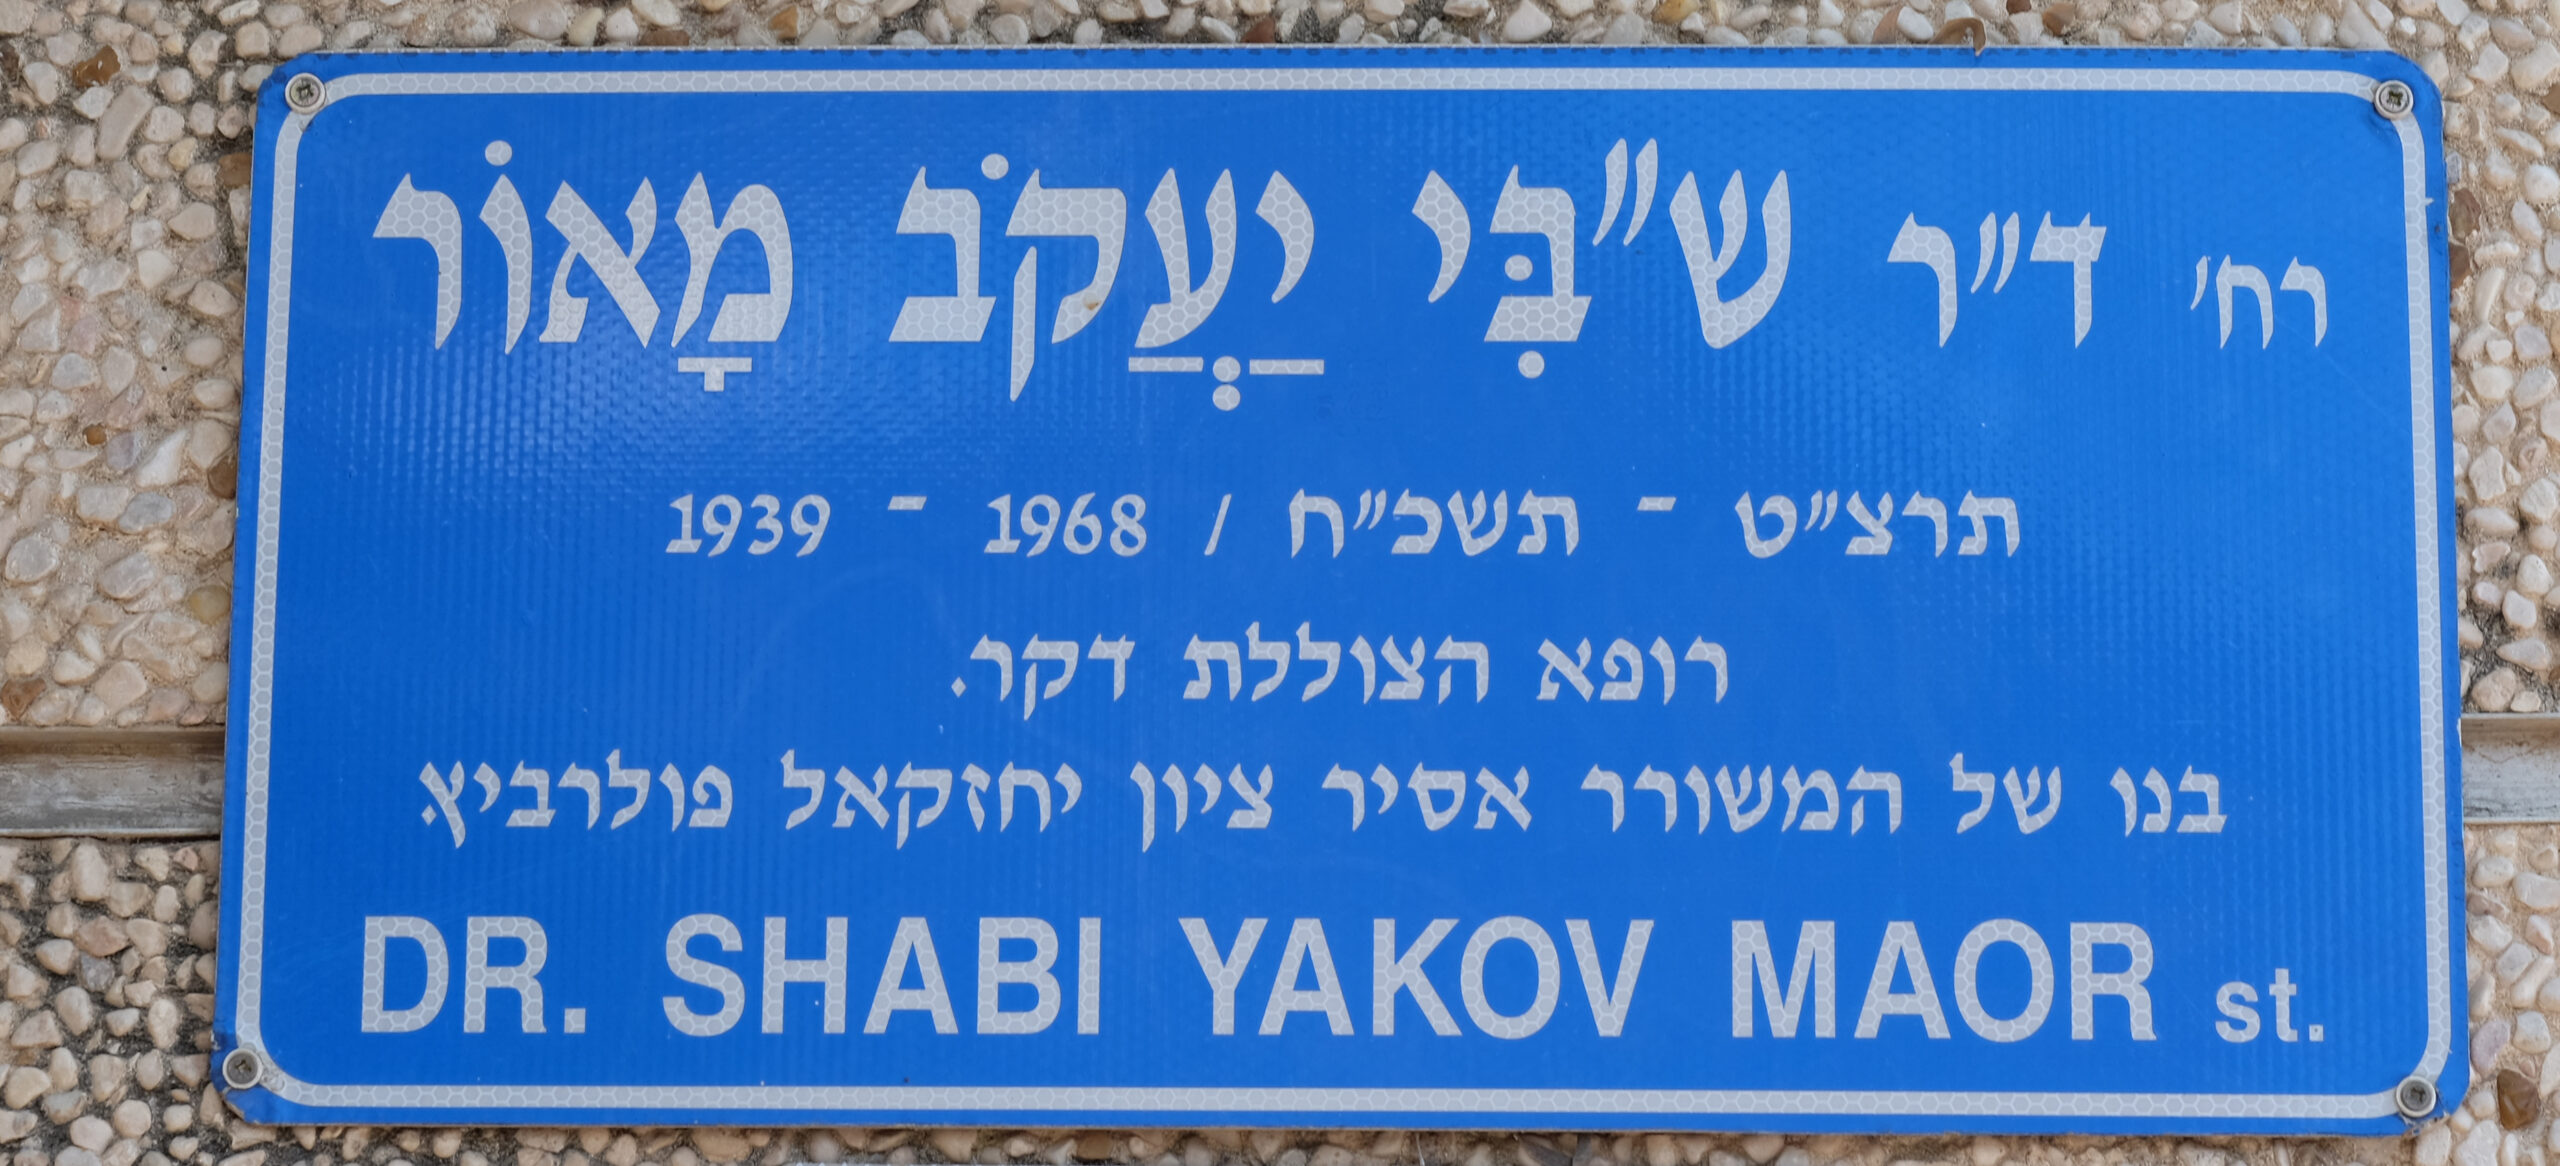 רח' ד"ר ש"בִּי יַעֲקֹב מָאוֹר
תרצ"ט - תשכ"ח / 1968 - 1939
רופא הצוללת דקר.
בנו של המשורר אסיר ציון יחזקאל פולרביץ.
DR. SHABI YAKOV MAOR st.